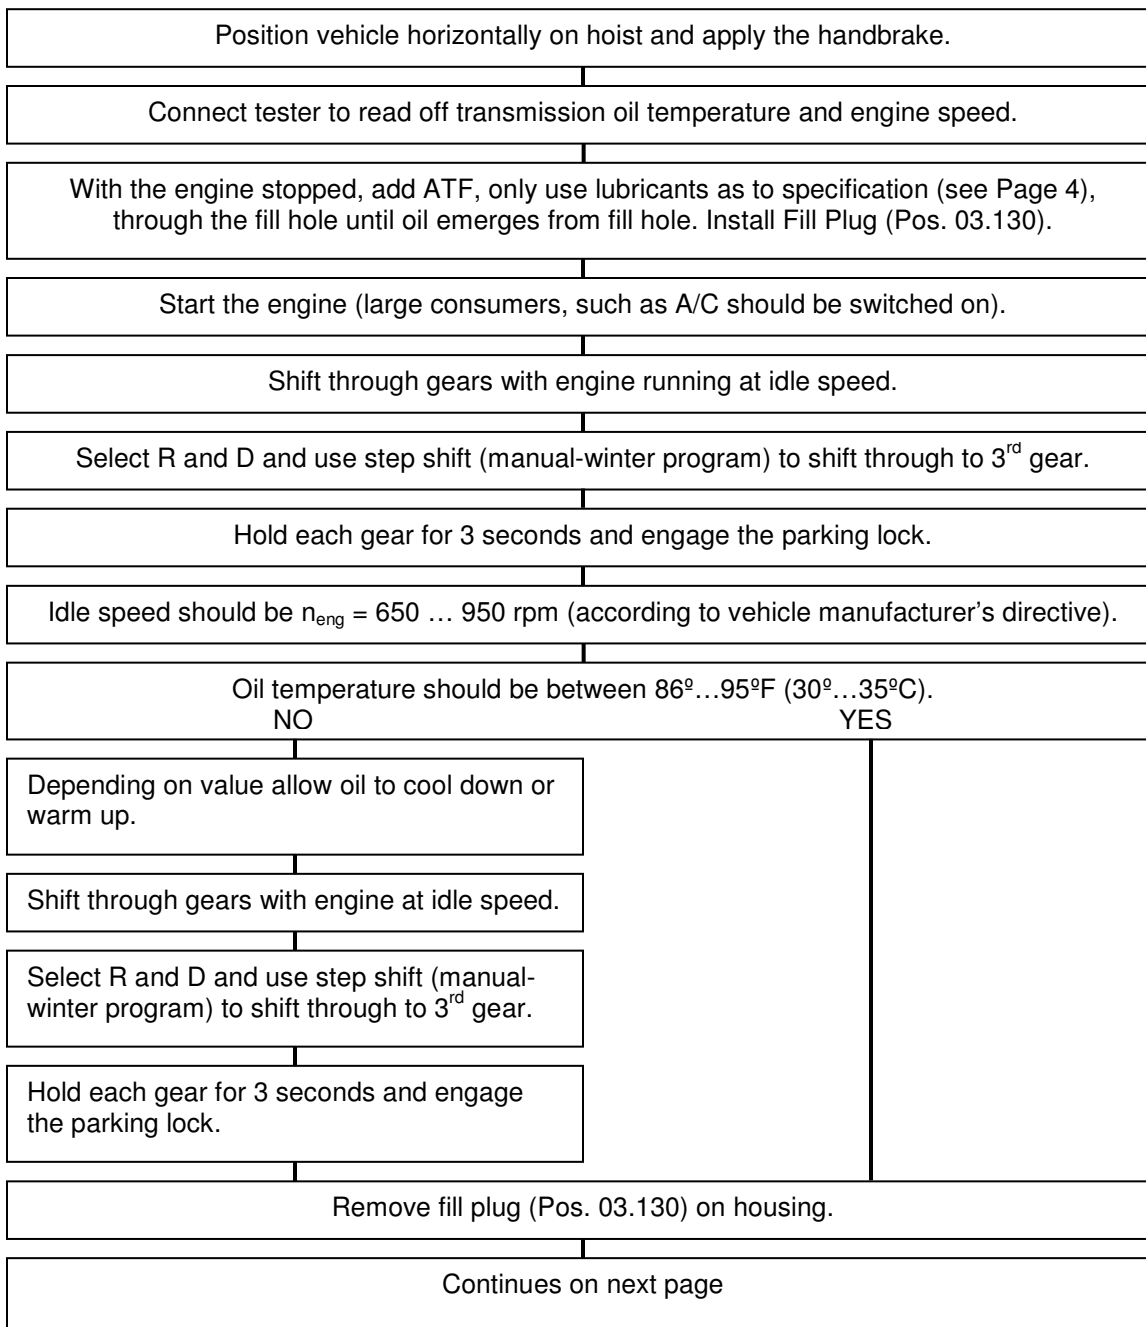 Position vehicle horizontally on hoist and apply the handbrake.
Connect tester to read off transmission oil temperature and engine speed.
With the engine stopped, add ATF, only use lubricants as to specification (see Page 4),
through the fill hole until oil emerges from fill hole. Install Fill Plug (Pos. 03.130).
Start the engine (large consumers, such as A/C should be switched on).
Shift through gears with engine running at idle speed.
Select R and D and use step shift (manual-winter program) to shift through to 3rd gear.
Hold each gear for 3 seconds and engage the parking lock.
Idle speed should be neng = 650 … 950 rpm (according to vehicle manufacturer's directive).
Oil temperature should be between 86º…95ºF (30º…35ºC).
NO YES
Depending on value allow oil to cool down or
warm up.
Shift through gears with engine at idle speed.
Select R and D and use step shift (manual-
winter program) to shift through to 3rd gear.
Hold each gear for 3 seconds and engage
the parking lock.
Remove fill plug (Pos. 03.130) on housing.
Continues on next page